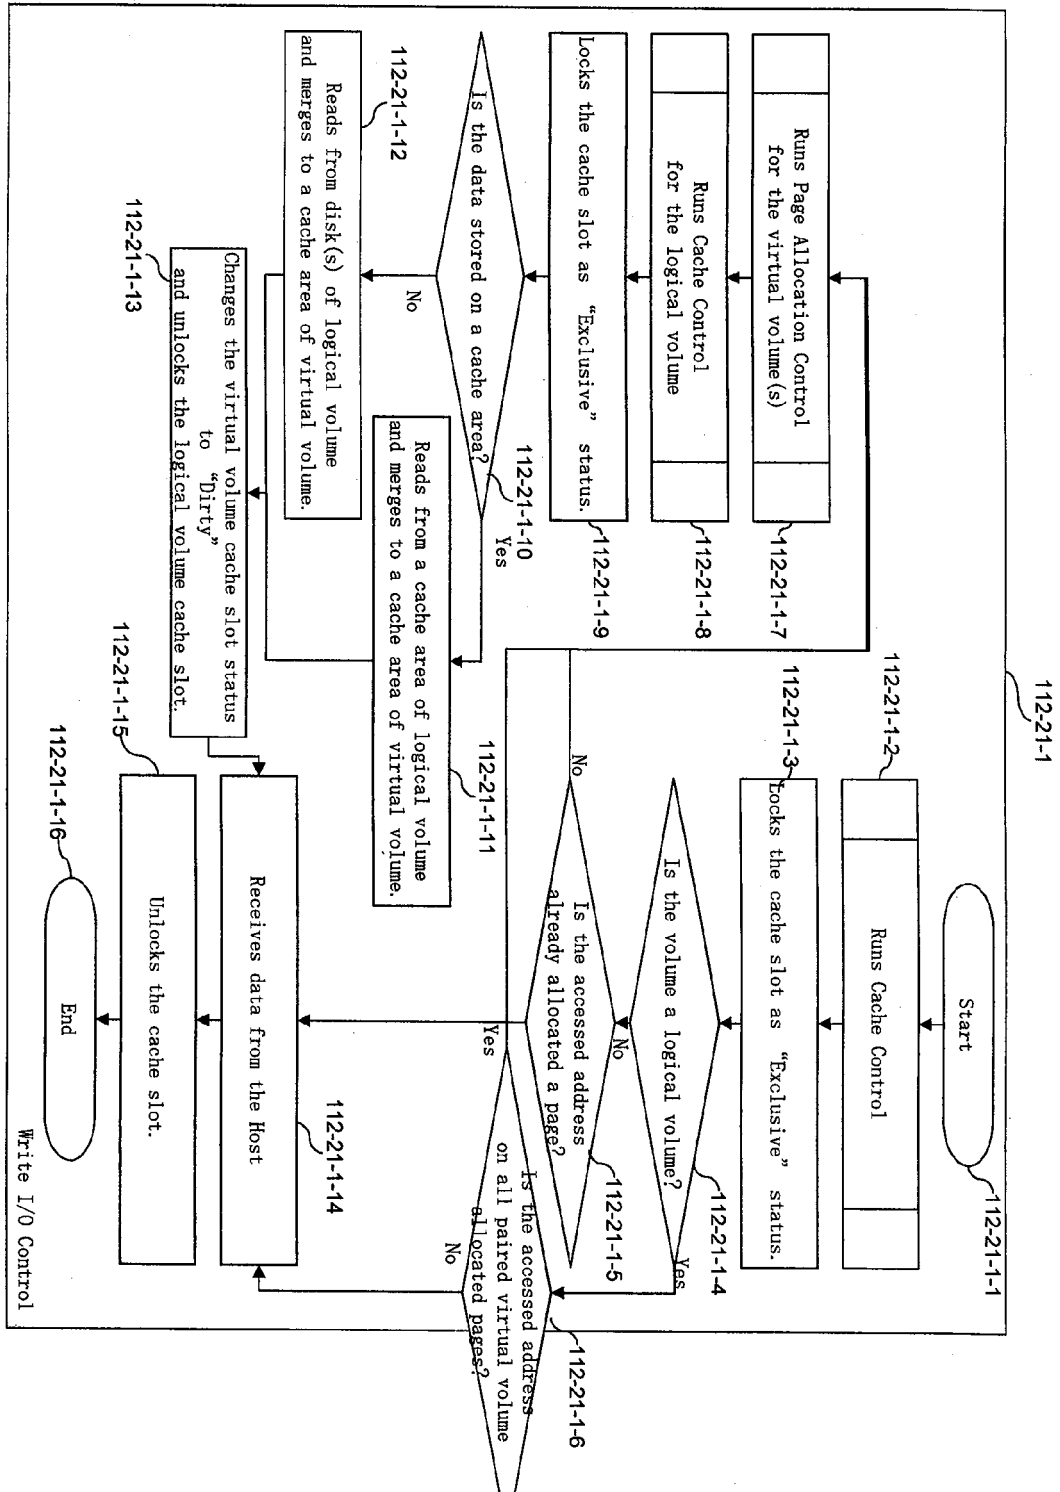 112-21-1
Start
112-21-1-1
Runs Cache Control
112-21-1-2
Locks the cache slot as "Exclusive" status.
112-21-1-3
Is the volume a logical volume?
112-21-1-4
Yes
No
Is the accessed address
already allocated a page?
112-21-1-5
No
Yes
Is the accessed address
on all paired virtual volume
allocated pages?
112-21-1-6
No
Runs Page Allocation Control
for the virtual volume(s)
112-21-1-7
Runs Cache Control
for the logical volume
112-21-1-8
Locks the cache slot as "Exclusive" status.
112-21-1-9
Is the data stored on a cache area?
112-21-1-10
Yes
No
Reads from a cache area of logical volume
and merges to a cache area of virtual volume.
112-21-1-11
Reads from disk(s) of logical volume
and merges to a cache area of virtual volume.
112-21-1-12
Changes the virtual volume cache slot status
to "Dirty"
and unlocks the logical volume cache slot.
112-21-1-13
Receives data from the Host
112-21-1-14
Unlocks the cache slot.
112-21-1-15
End
112-21-1-16
Write I/O Control